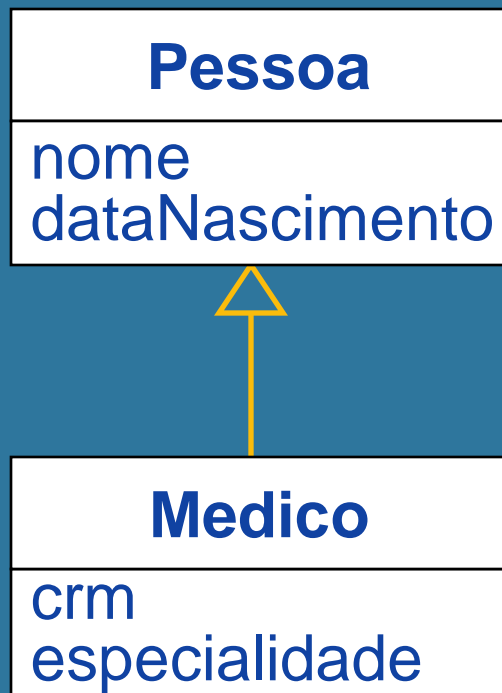 Pessoa
nome
dataNascimento
Medico
crm
especialidade